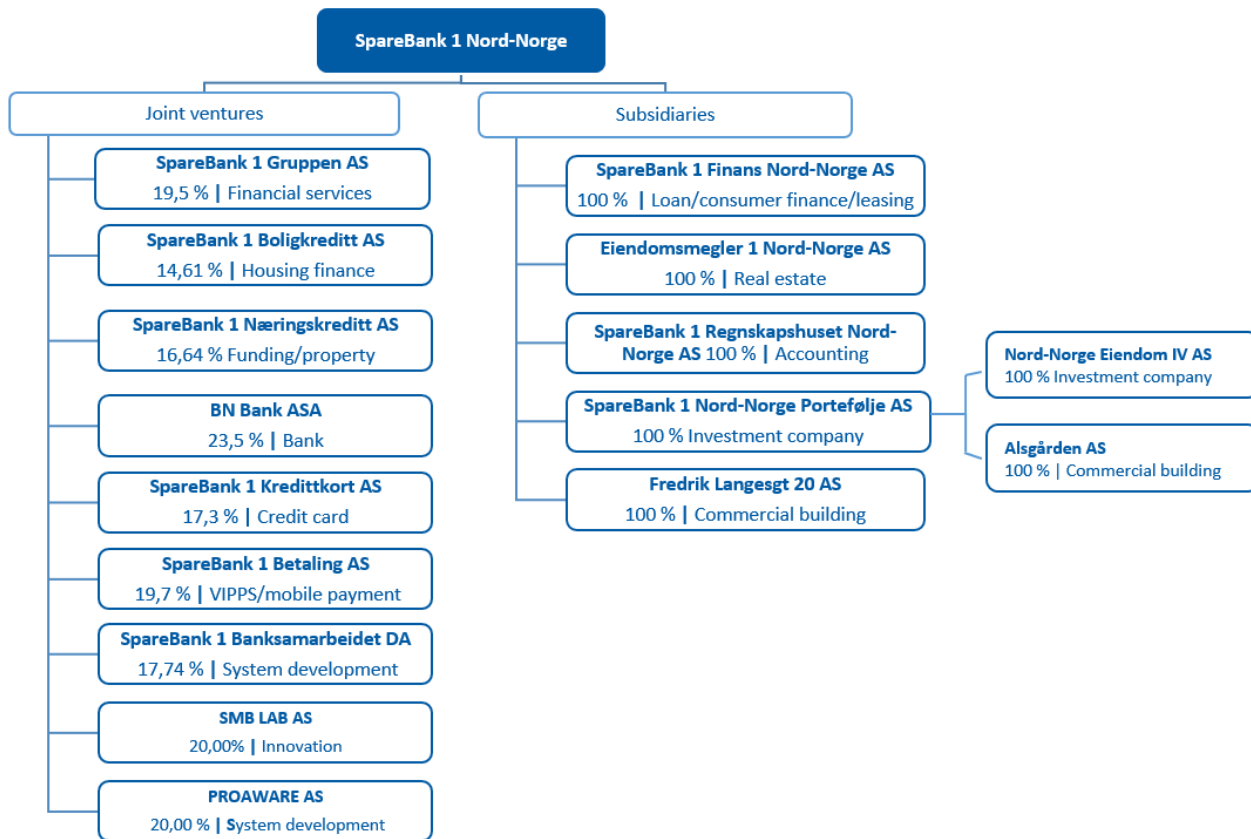 SpareBank 1 Nord-Norge
Joint ventures
SpareBank 1 Gruppen AS
19,5 % | Financial services
SpareBank 1 Boligkreditt AS
14,61 % | Housing finance
SpareBank 1 Næringskreditt AS
16,64 % Funding/property
BN Bank ASA
23,5 % | Bank
SpareBank 1 Kredittkort AS
17,3 % | Credit card
SpareBank 1 Betaling AS
19,7 % | VIPPS/mobile payment
SpareBank 1 Banksamarbeidet DA
17,74 % | System development
SMB LAB AS
20,00% | Innovation
PROAWARE AS
20,00 % | System development
Subsidiaries
SpareBank 1 Finans Nord-Norge AS
100 % | Loan/consumer finance/leasing
Eiendomsmegler 1 Nord-Norge AS
100 % | Real estate
SpareBank 1 Regnskapshuset Nord-
Norge AS 100 % | Accounting
SpareBank 1 Nord-Norge Portefølje AS
100 % Investment company
Fredrik Langesgt 20 AS
100 % | Commercial building
Nord-Norge Eiendom IV AS
100 % Investment company
Alsgården AS
100 % | Commercial building